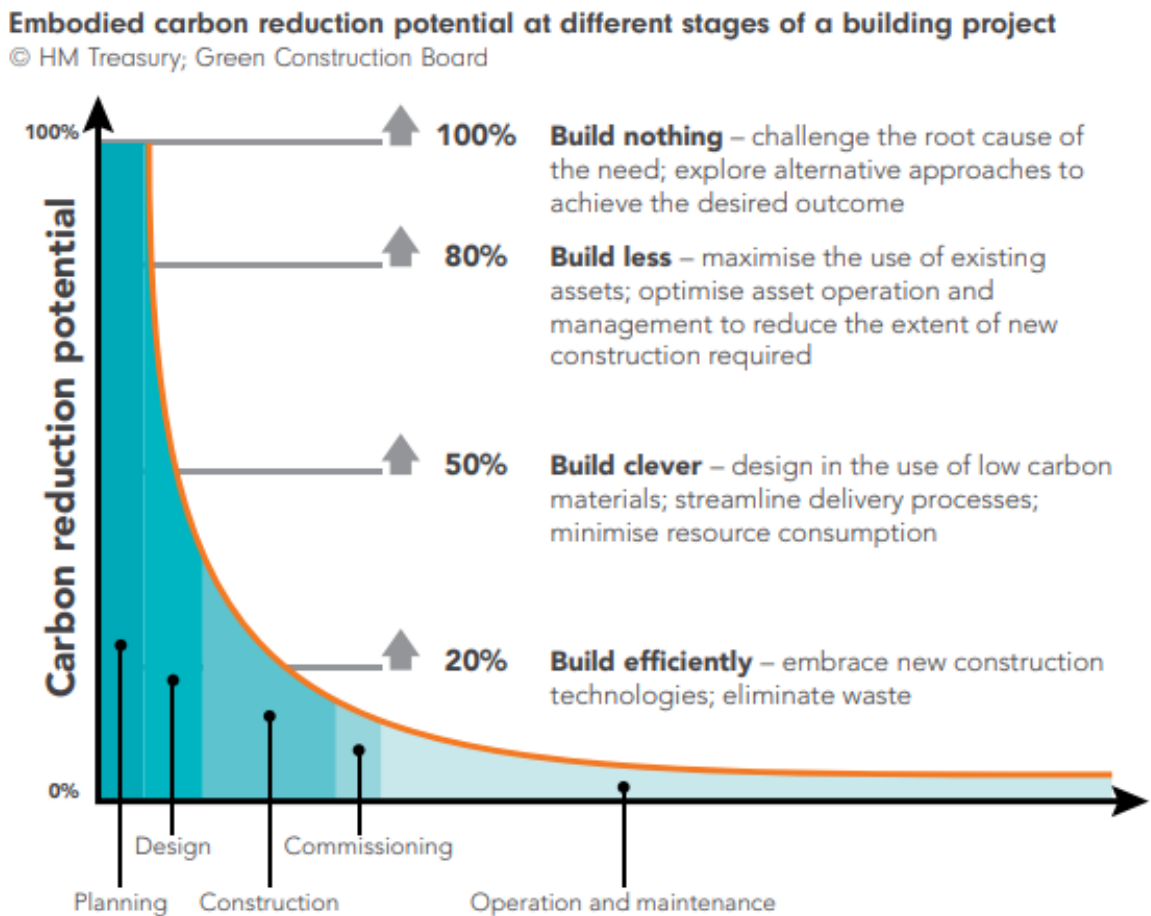 Embodied carbon reduction potential at different stages of a building project
© HM Treasury; Green Construction Board
100%
Carbon reduction potential
0%
100%
Build nothing – challenge the root cause of
the need; explore alternative approaches to
achieve the desired outcome
80%
Build less – maximise the use of existing
assets; optimise asset operation and
management to reduce the extent of new
construction required
50%
Build clever – design in the use of low carbon
materials; streamline delivery processes;
minimise resource consumption
20%
Build efficiently – embrace new construction
technologies; eliminate waste
Design
Commissioning
Planning
Construction
Operation and maintenance